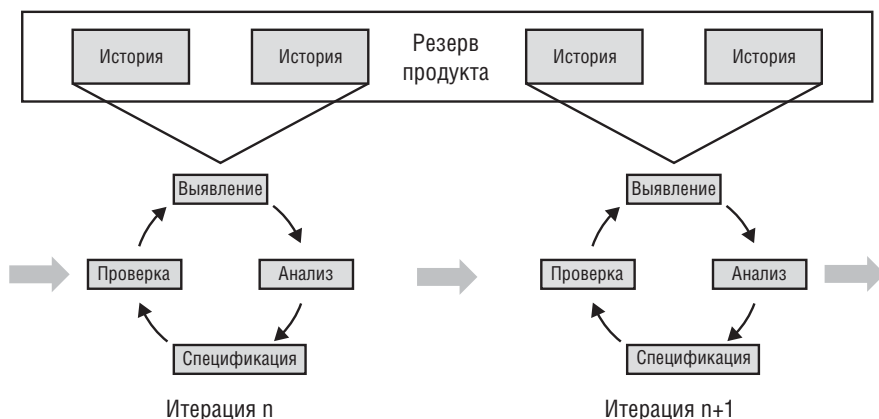 История
История
Резерв
продукта
История
История
Выявление
Проверка
Анализ
Спецификация
Итерация n
Выявление
Проверка
Анализ
Спецификация
Итерация n+1